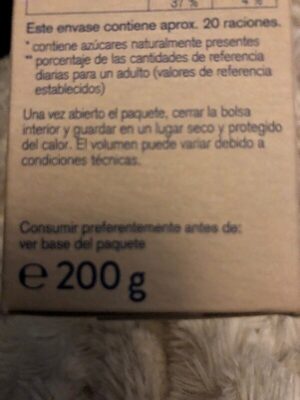 37 % 4 %
Este envase contiene aprox. 20 raciones.
* contiene azúcares naturalmente presentes
** porcentaje de las cantidades de referencia
diarias para un adulto (valores de referencia
establecidos)
Una vez abierto el paquete, cerrar la bolsa
interior y guardar en un lugar seco y protegido
del calor. El volumen puede variar debido a
condiciones técnicas.
Consumir preferentemente antes de:
ver base del paquete
e 200 g